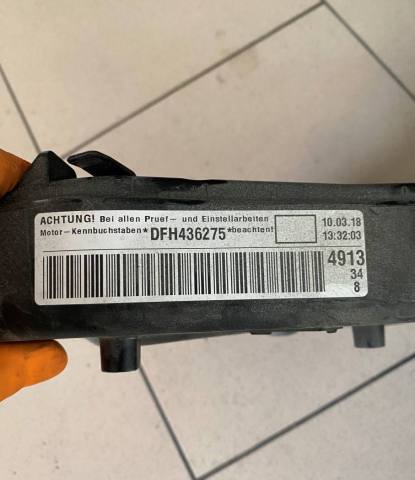 ACHTUNG! Bei allen Pruef- und Einstellarbeiten
Motor-Kennbuchstaben*DFH436275*beachten!
10.03.18
13:32:03
4913
34
8